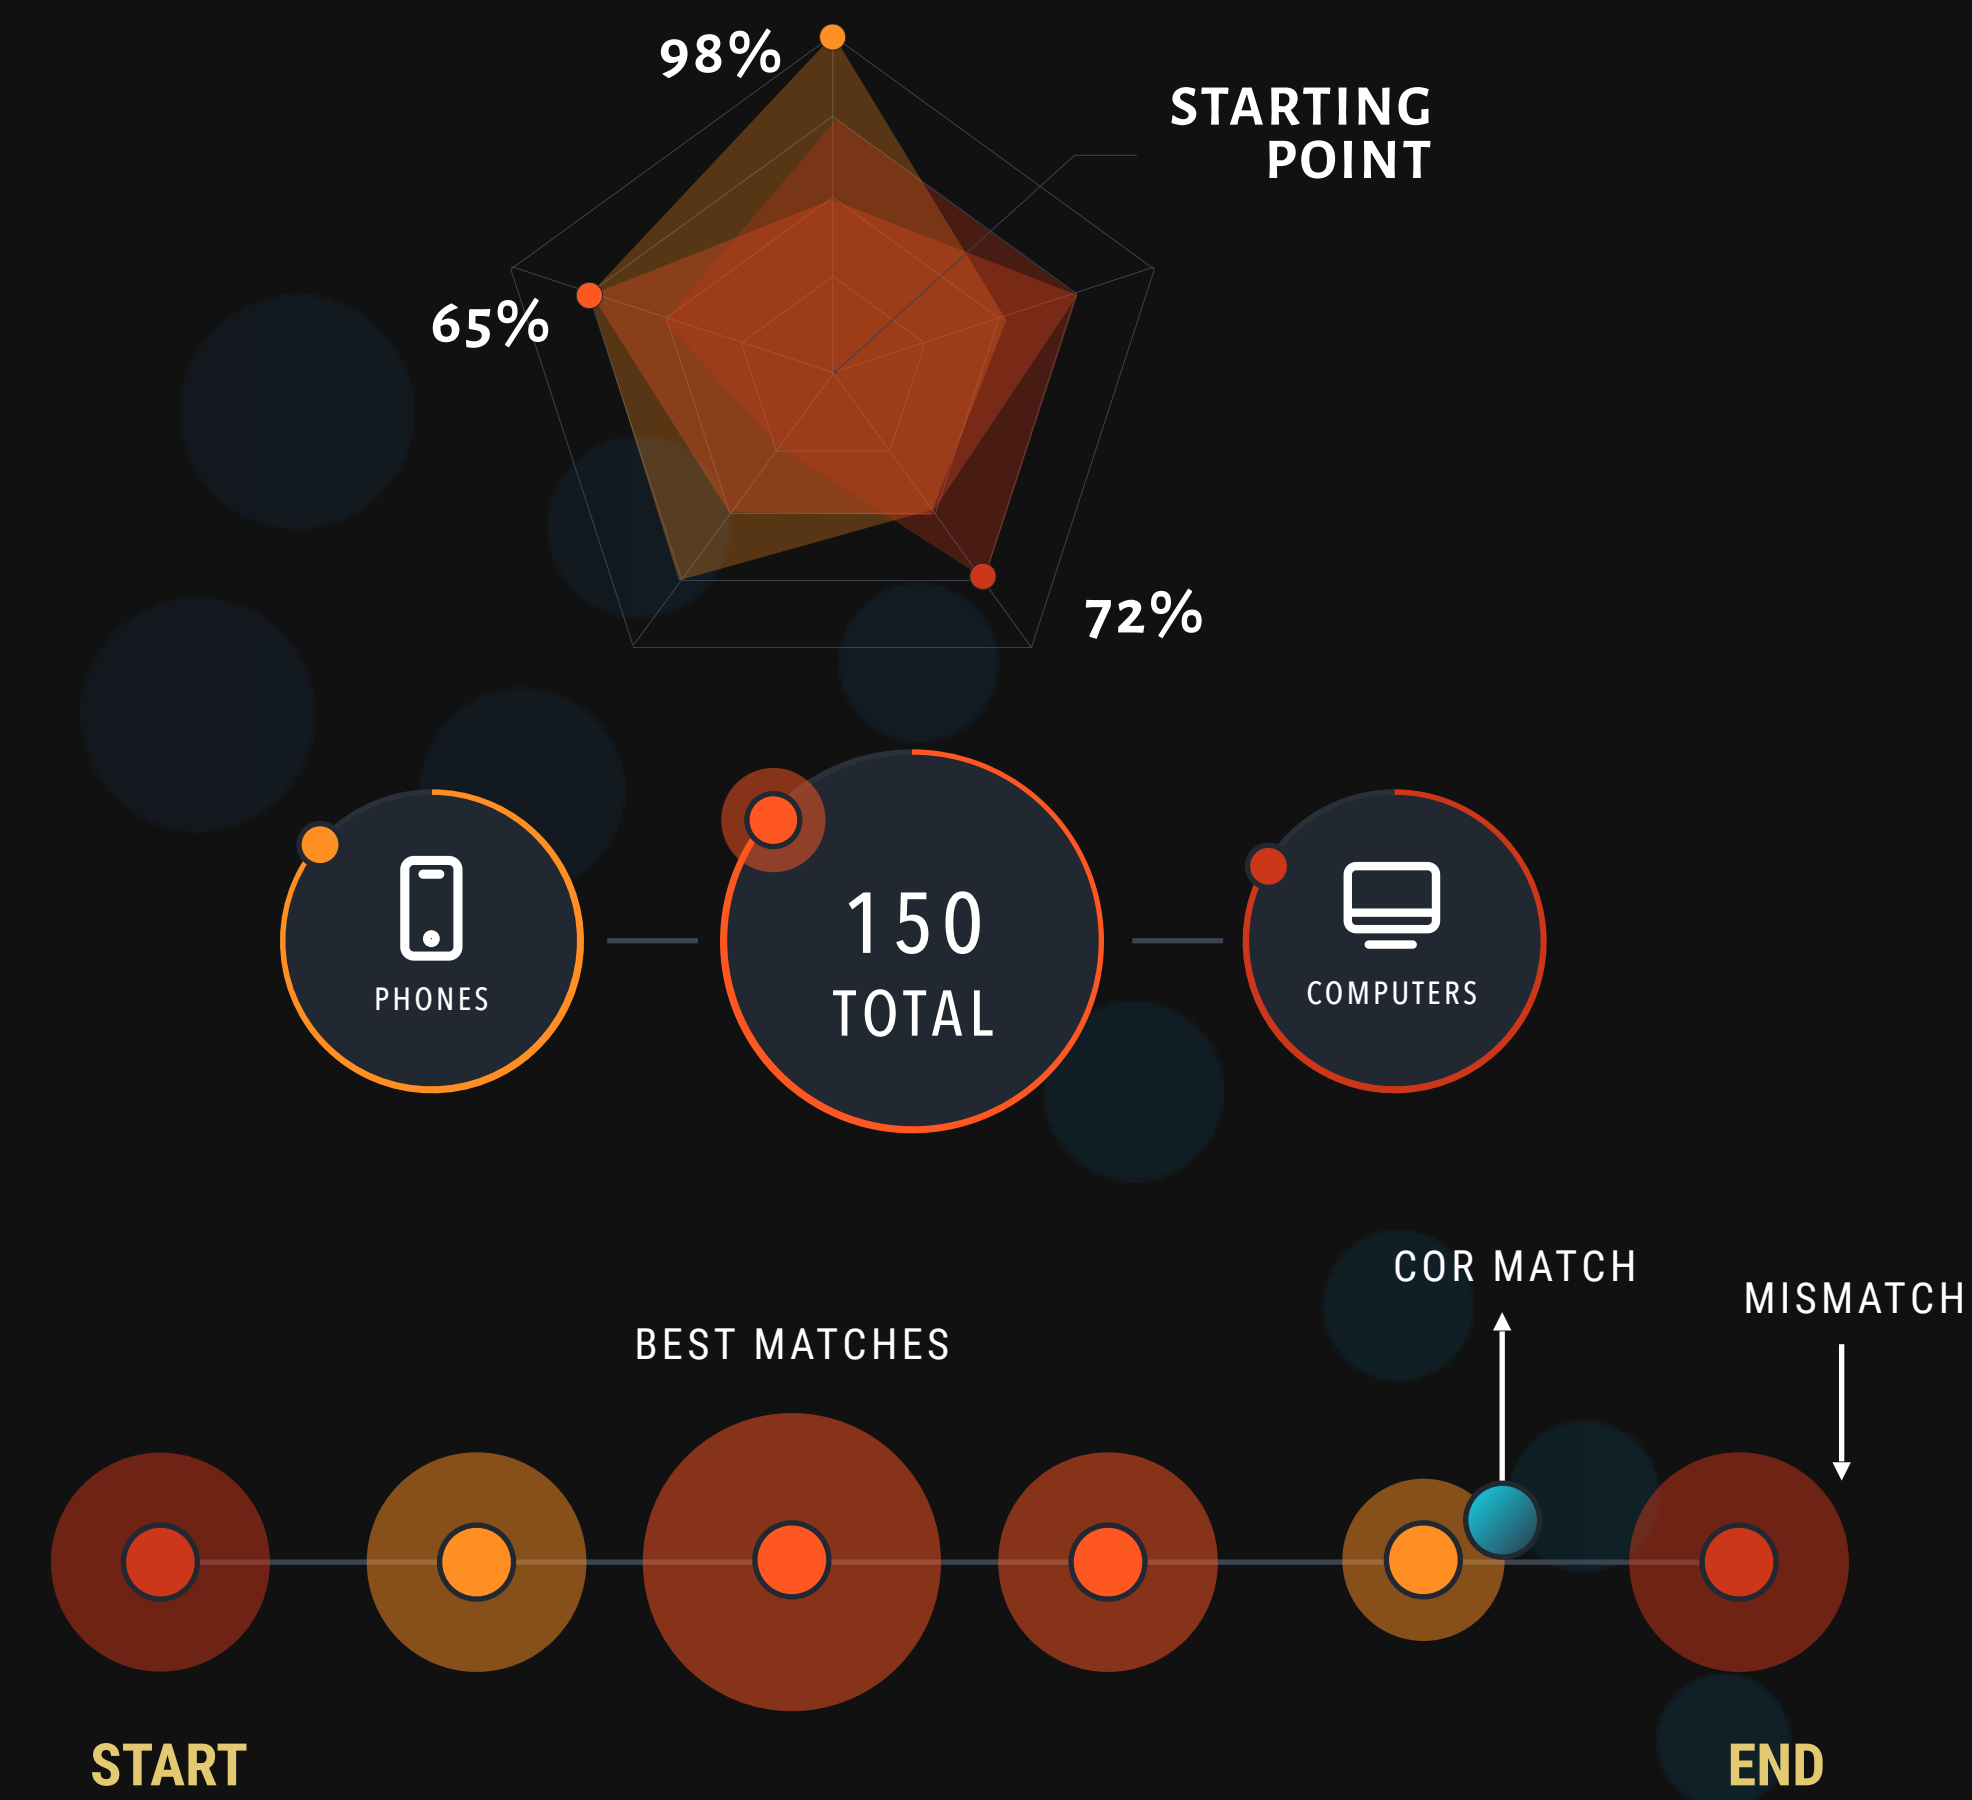 98%
STARTING
POINT
65%
72%
150
TOTAL
PHONES
COMPUTERS
COR MATCH
MISMATCH
BEST MATCHES
START
END